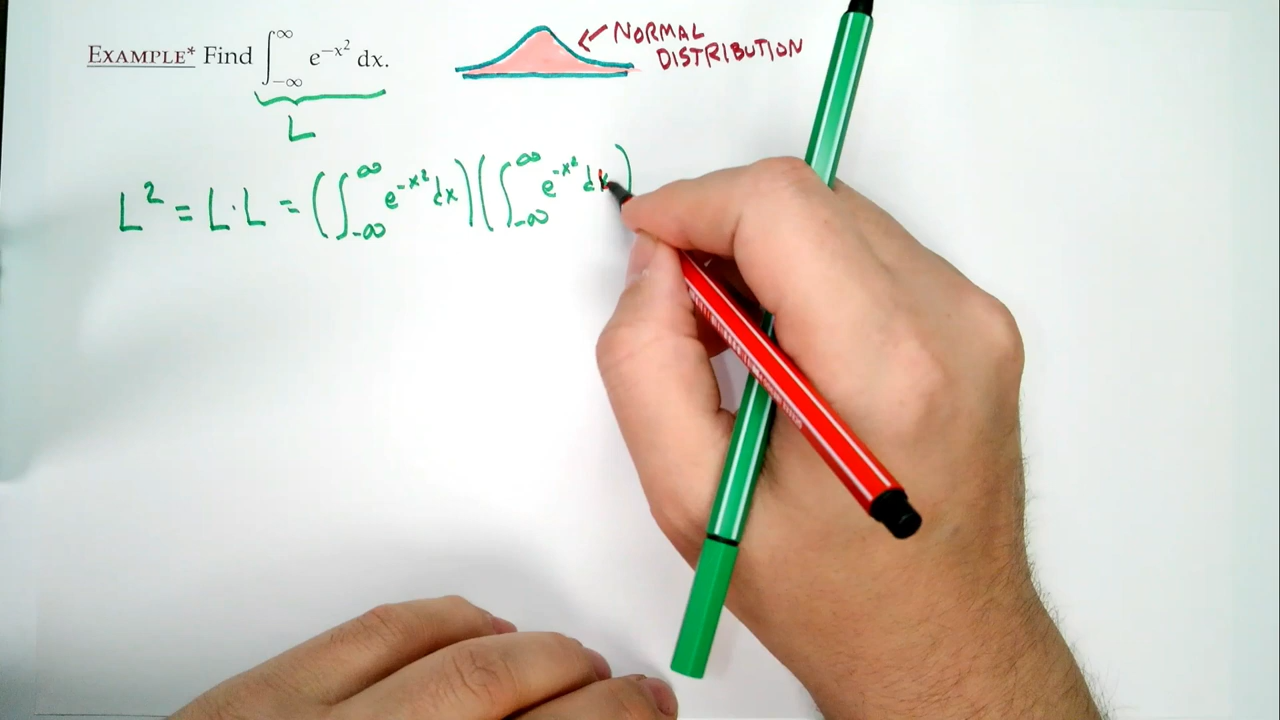 EXAMPLE* Find ∫_{-∞}^{∞} e^{-x²} dx.
NORMAL
DISTRIBUTION
L
L² = L·L = (∫_{-∞}^{∞} e^{-x²} dx)(∫_{-∞}^{∞} e^{-x²} dx)